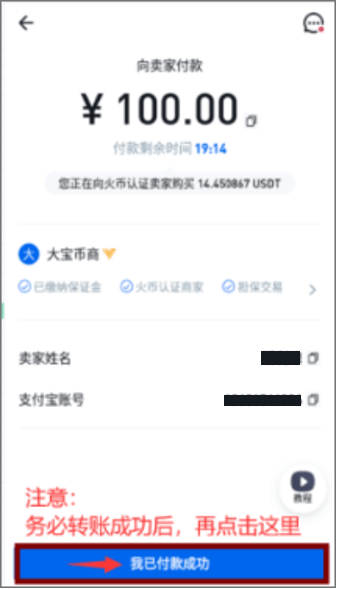 向卖家付款
¥ 100.00
付款剩余时间 19:14
您正在向火币认证卖家购买 14.450867 USDT
大 大宝币商
已缴纳保证金 火币认证商家 担保交易
卖家姓名
支付宝账号
教程
注意：
务必转账成功后，再点击这里
我已付款成功